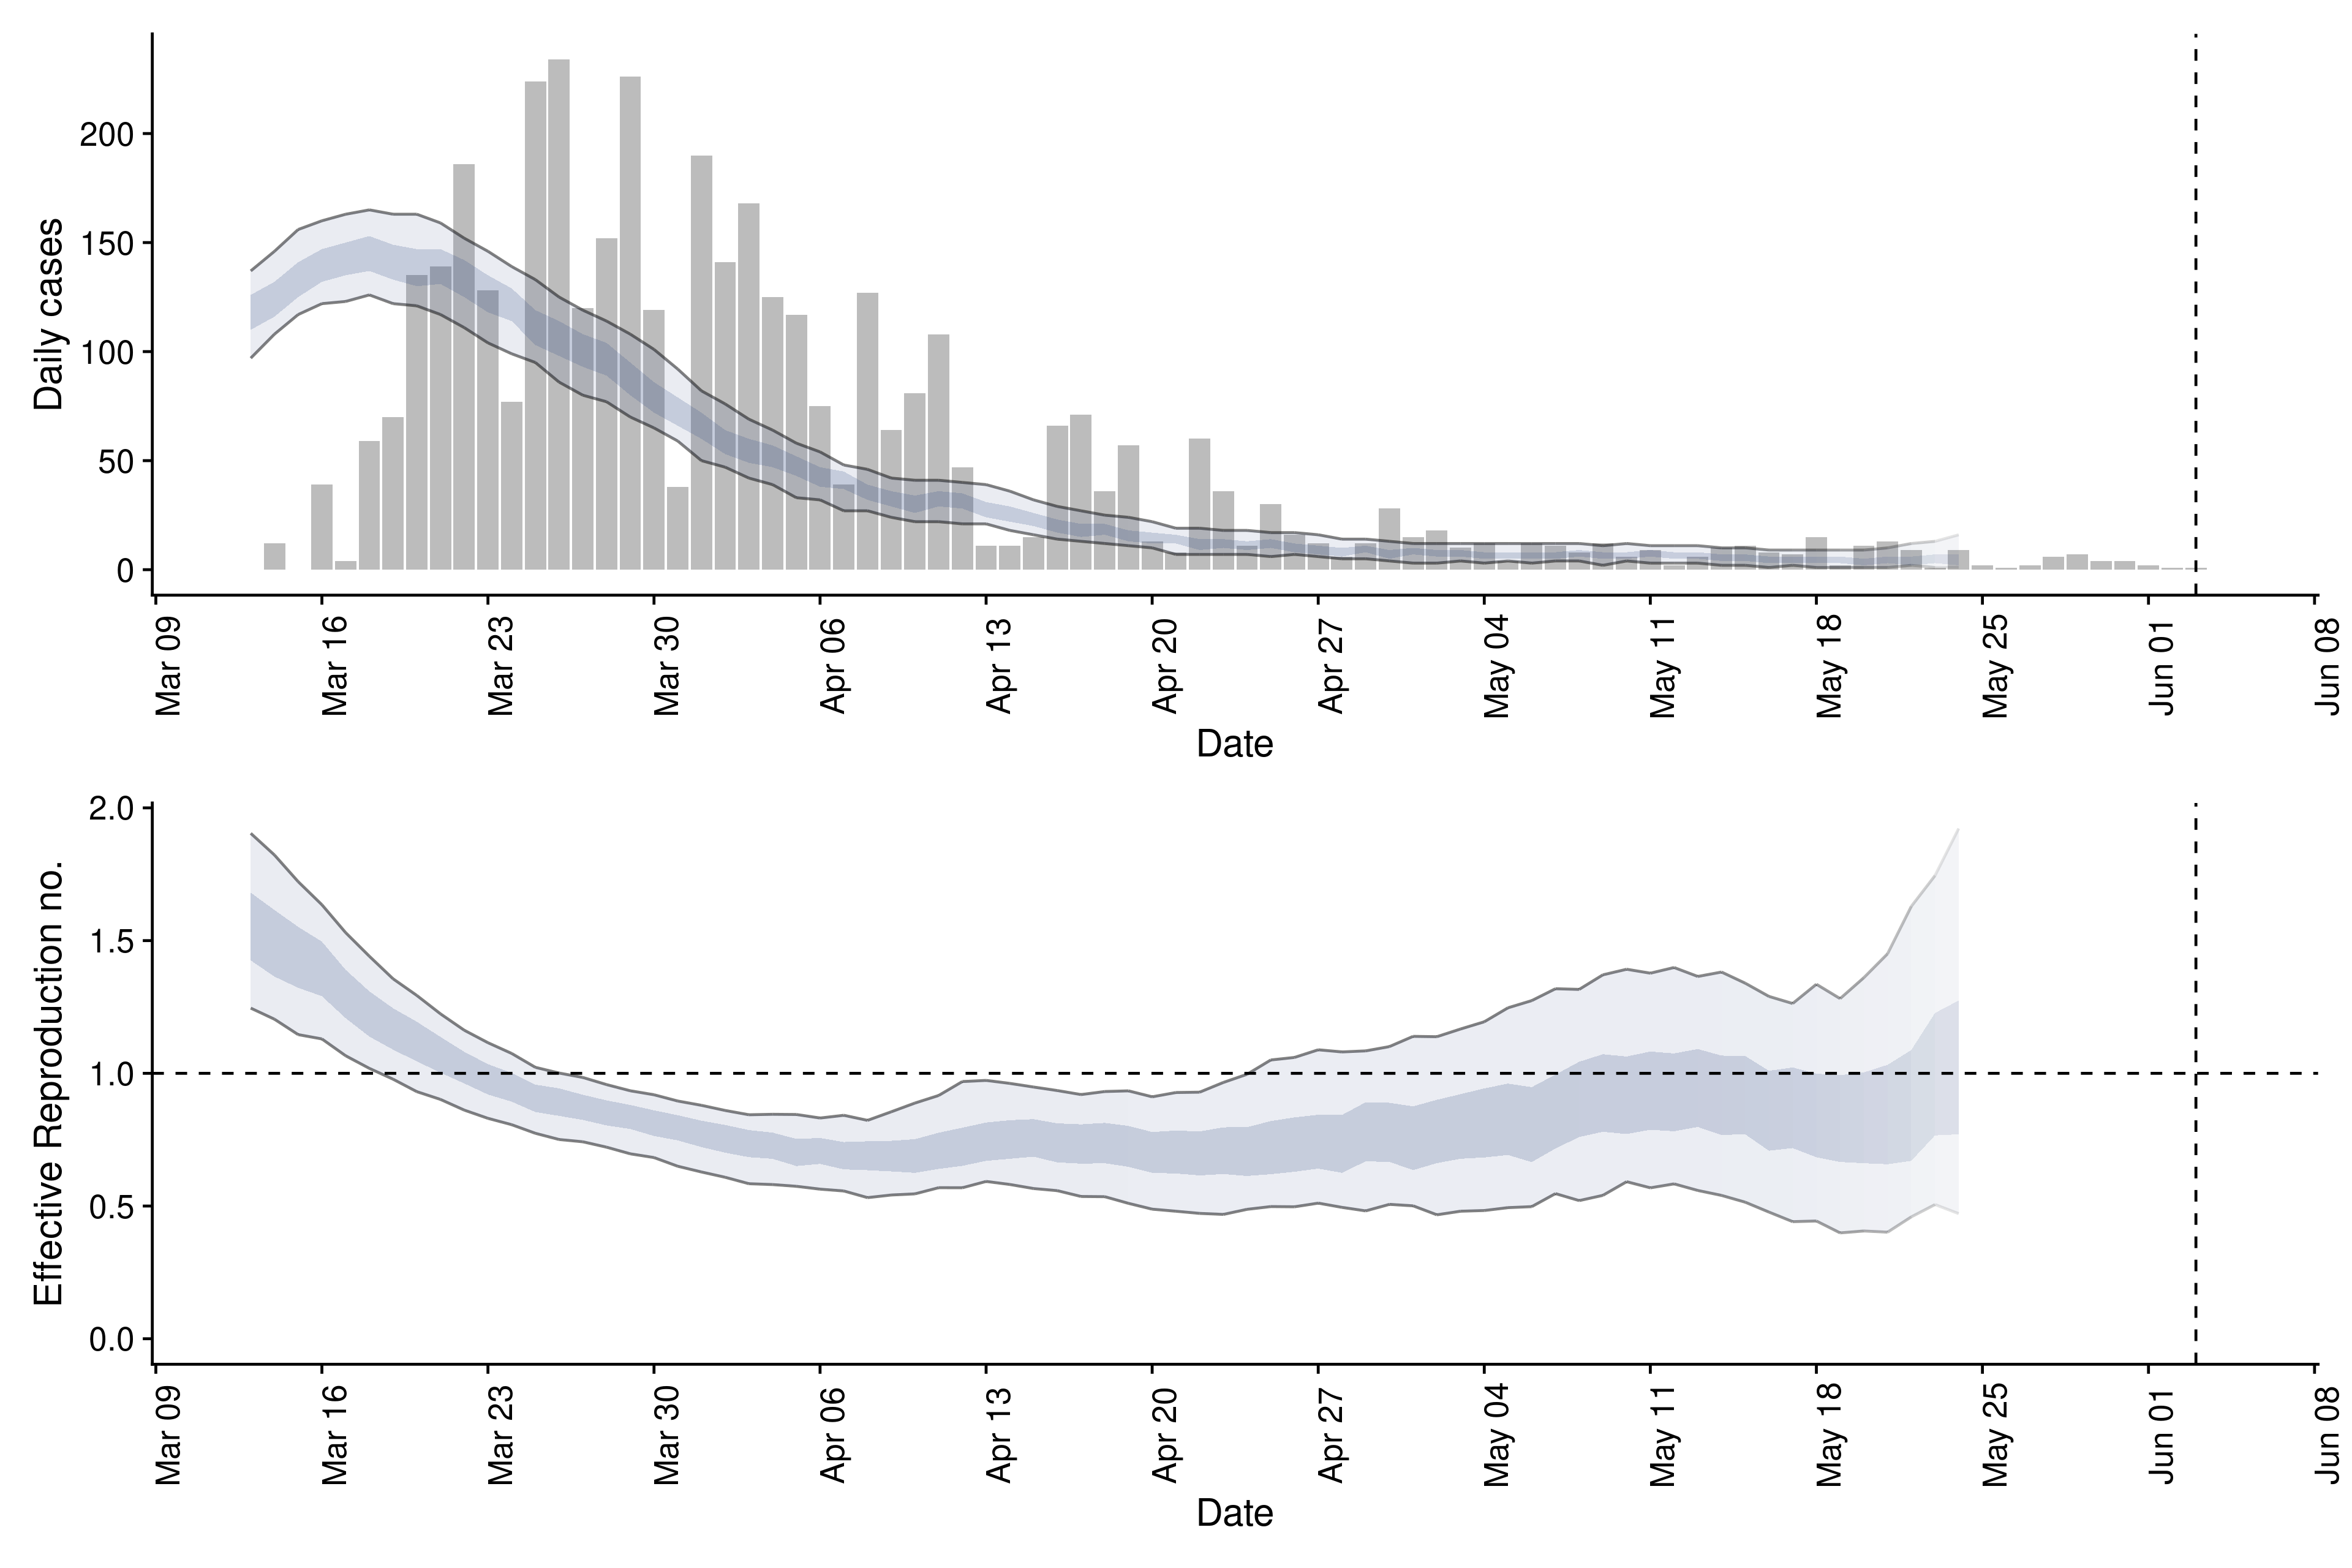 Daily cases
200
150
100
50
0
Mar 09
Mar 16
Mar 23
Mar 30
Apr 06
Apr 13
Apr 20
Apr 27
May 04
May 11
May 18
May 25
Jun 01
Jun 08
Date
Effective Reproduction no.
2.0
1.5
1.0
0.5
0.0
Mar 09
Mar 16
Mar 23
Mar 30
Apr 06
Apr 13
Apr 20
Apr 27
May 04
May 11
May 18
May 25
Jun 01
Jun 08
Date